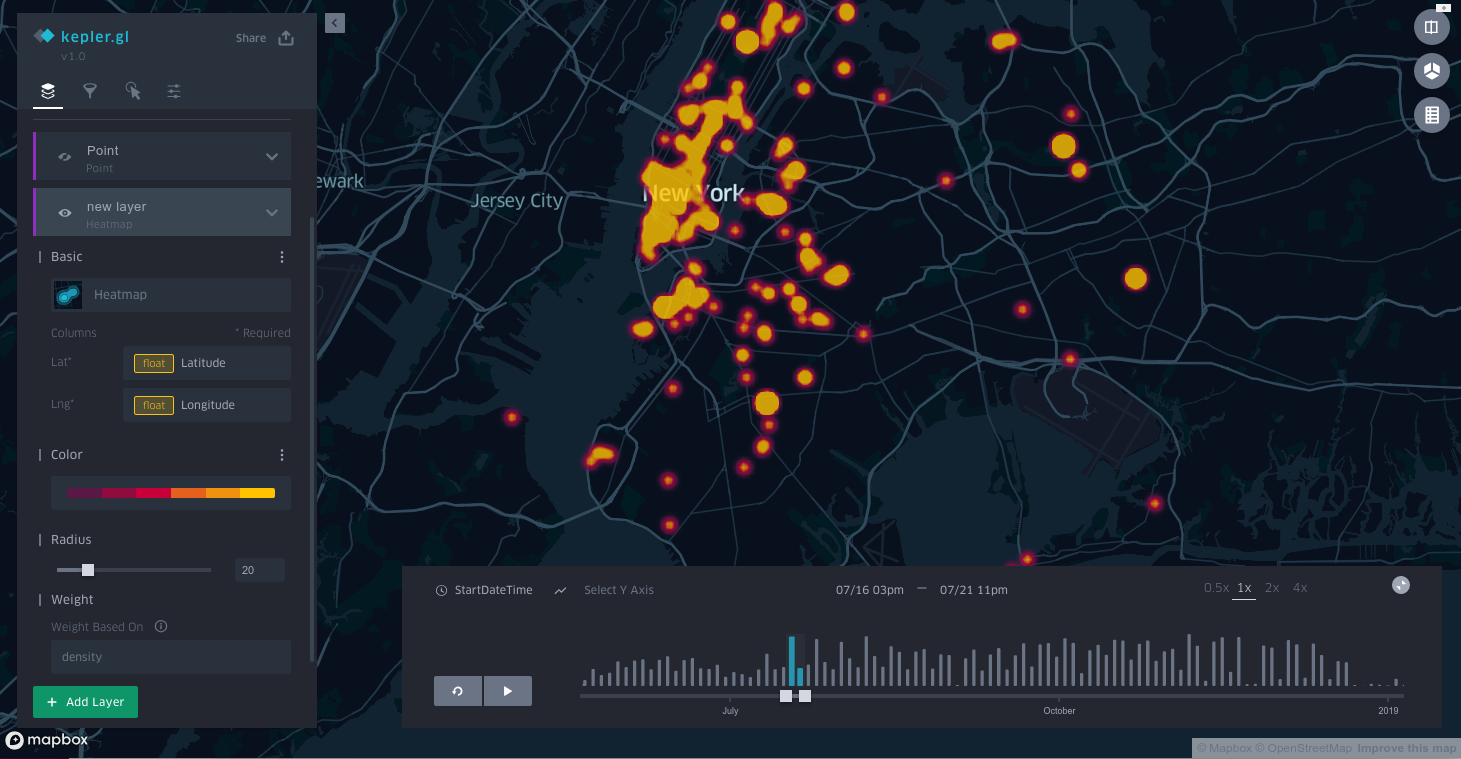 kepler.gl
v1.0
Share
Point
Point
new layer
Heatmap
Basic
Heatmap
Columns
* Required
Lat*
float
Latitude
Lng*
float
Longitude
Color
Radius
20
Weight
Weight Based On
density
+ Add Layer
mapbox
ewark
Jersey City
New York
StartDateTime
Select Y Axis
07/16 03pm — 07/21 11pm
0.5x 1x 2x 4x
July
October
2019
© Mapbox © OpenStreetMap Improve this map